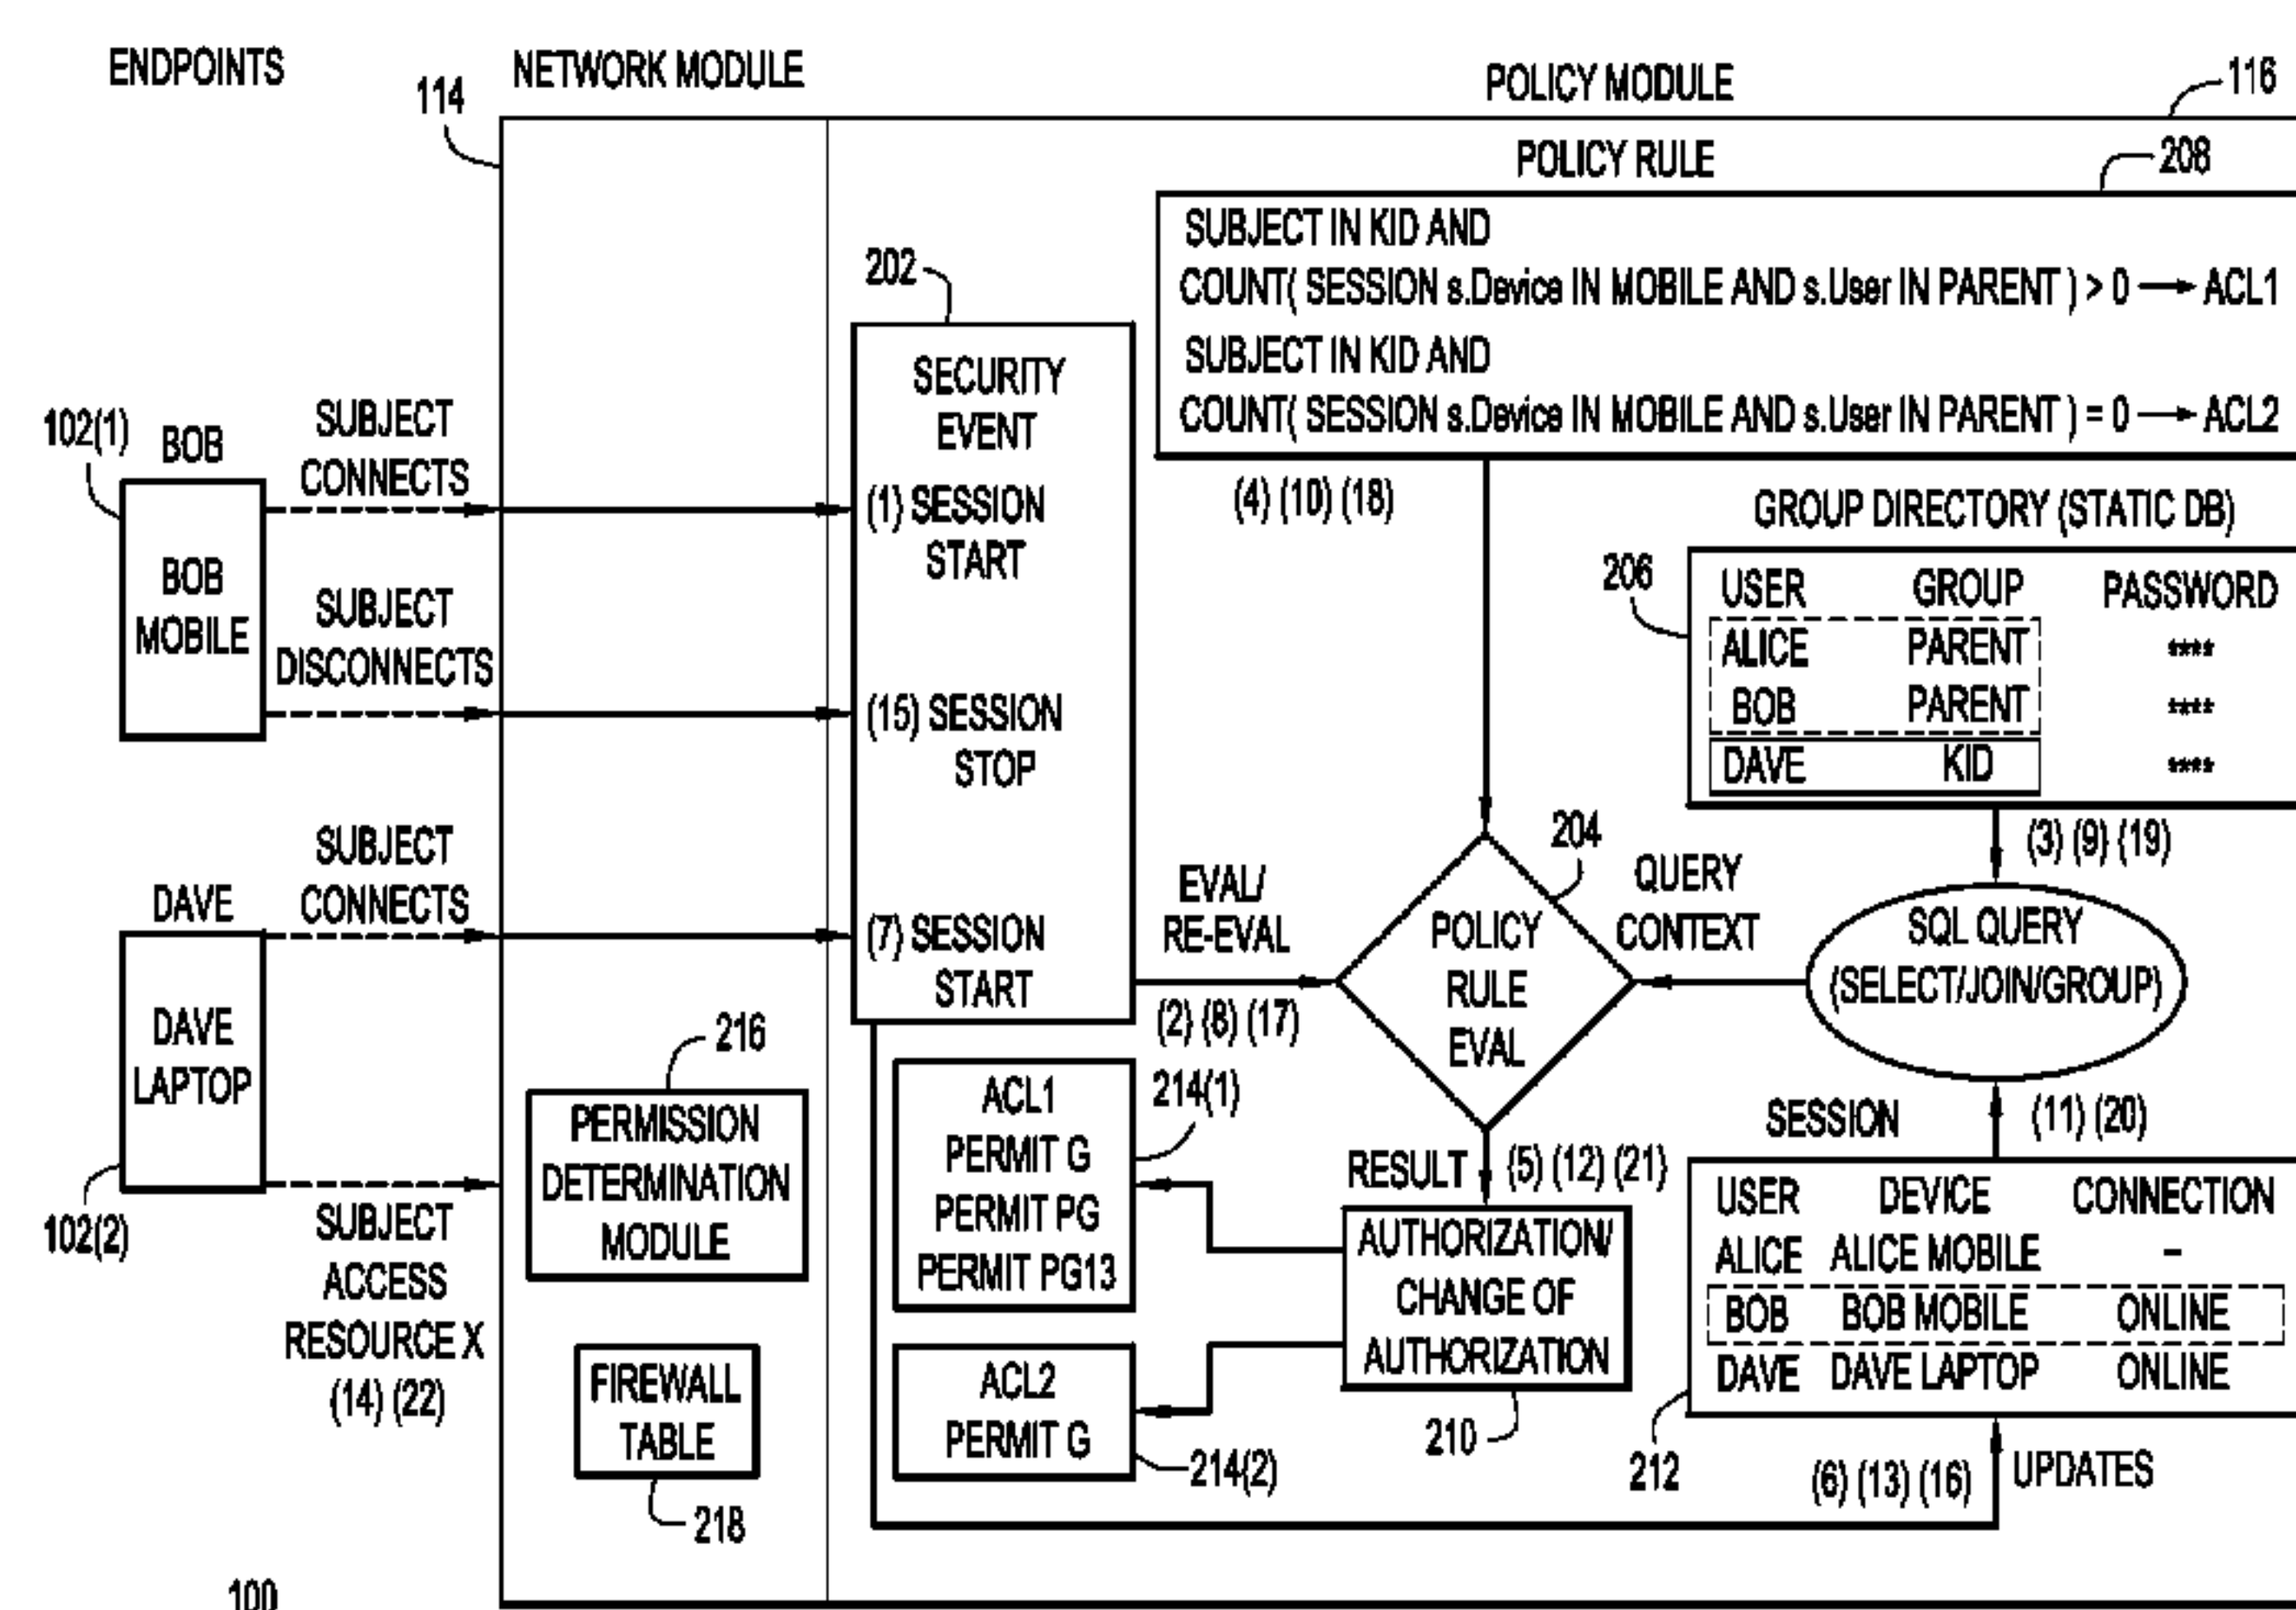 ENDPOINTS
NETWORK MODULE
POLICY MODULE
114
116
POLICY RULE
208
SUBJECT IN KID AND
COUNT( SESSION s.Device IN MOBILE AND s.User IN PARENT ) > 0 → ACL1
SUBJECT IN KID AND
COUNT( SESSION s.Device IN MOBILE AND s.User IN PARENT ) = 0 → ACL2
(4) (10) (18)
202
SECURITY
EVENT
(1) SESSION
START
(15) SESSION
STOP
(7) SESSION
START
102(1)
BOB
BOB
MOBILE
SUBJECT
CONNECTS
SUBJECT
DISCONNECTS
DAVE
DAVE
LAPTOP
102(2)
SUBJECT
CONNECTS
SUBJECT
ACCESS
RESOURCE X
(14) (22)
216
PERMISSION
DETERMINATION
MODULE
FIREWALL
TABLE
218
GROUP DIRECTORY (STATIC DB)
206
USER GROUP PASSWORD
ALICE PARENT ****
BOB PARENT ****
DAVE KID ****
(3) (9) (19)
204
EVAL/
RE-EVAL
(2) (8) (17)
POLICY
RULE
EVAL
QUERY
CONTEXT
SQL QUERY
(SELECT/JOIN/GROUP)
ACL1
PERMIT G
PERMIT PG
PERMIT PG13
214(1)
ACL2
PERMIT G
214(2)
RESULT
(5) (12) (21)
AUTHORIZATION/
CHANGE OF
AUTHORIZATION
210
SESSION
(11) (20)
USER DEVICE CONNECTION
ALICE ALICE MOBILE –
BOB BOB MOBILE ONLINE
DAVE DAVE LAPTOP ONLINE
212
(6) (13) (16)
UPDATES
100